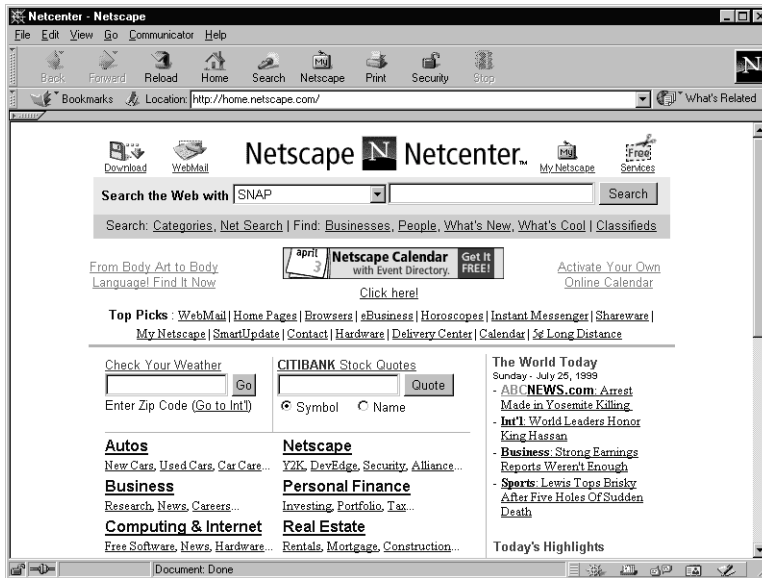 Netcenter - Netscape
File Edit View Go Communicator Help
Back Forward Reload Home Search Netscape Print Security Stop
Bookmarks Location: http://home.netscape.com/ What's Related
Download WebMail Netscape N Netcenter™ My Netscape Free Services
Search the Web with SNAP Search
Search: Categories, Net Search | Find: Businesses, People, What's New, What's Cool | Classifieds
From Body Art to Body
Language! Find It Now
april 3 Netscape Calendar with Event Directory. Get It FREE!
Click here!
Activate Your Own
Online Calendar
Top Picks : WebMail | Home Pages | Browsers | eBusiness | Horoscopes | Instant Messenger | Shareware |
My Netscape | SmartUpdate | Contact | Hardware | Delivery Center | Calendar | 5¢ Long Distance
Check Your Weather
Go
Enter Zip Code (Go to Int'l)
CITIBANK Stock Quotes
Quote
Symbol Name
Autos
New Cars, Used Cars, Car Care...
Netscape
Y2K, DevEdge, Security, Alliance...
Business
Research, News, Careers...
Personal Finance
Investing, Portfolio, Tax...
Computing & Internet
Free Software, News, Hardware...
Real Estate
Rentals, Mortgage, Construction...
The World Today
Sunday - July 25, 1999
- ABCNEWS.com: Arrest
Made in Yosemite Killing
- Int'l: World Leaders Honor
King Hassan
- Business: Strong Earnings
Reports Weren't Enough
- Sports: Lewis Tops Brisky
After Five Holes Of Sudden
Death
Today's Highlights
Document: Done